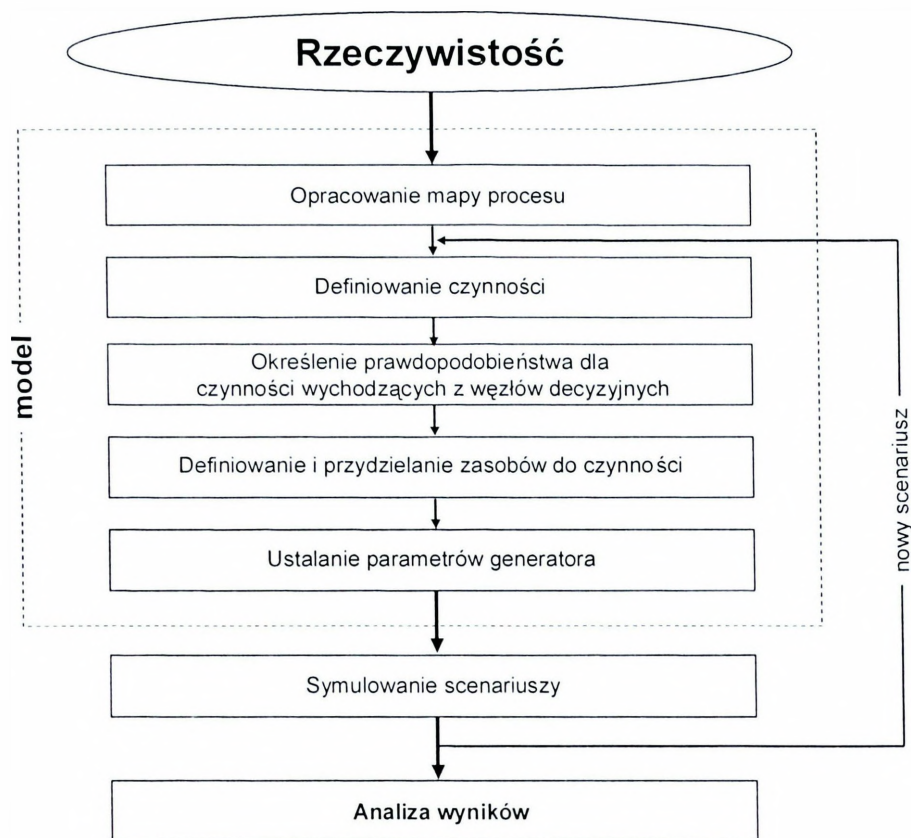 Rzeczywistość
Opracowanie mapy procesu
Definiowanie czynności
model
Określenie prawdopodobieństwa dla
czynności wychodzących z węzłów decyzyjnych
Definiowanie i przydzielanie zasobów do czynności
Ustalanie parametrów generatora
nowy scenariusz
Symulowanie scenariuszy
Analiza wyników